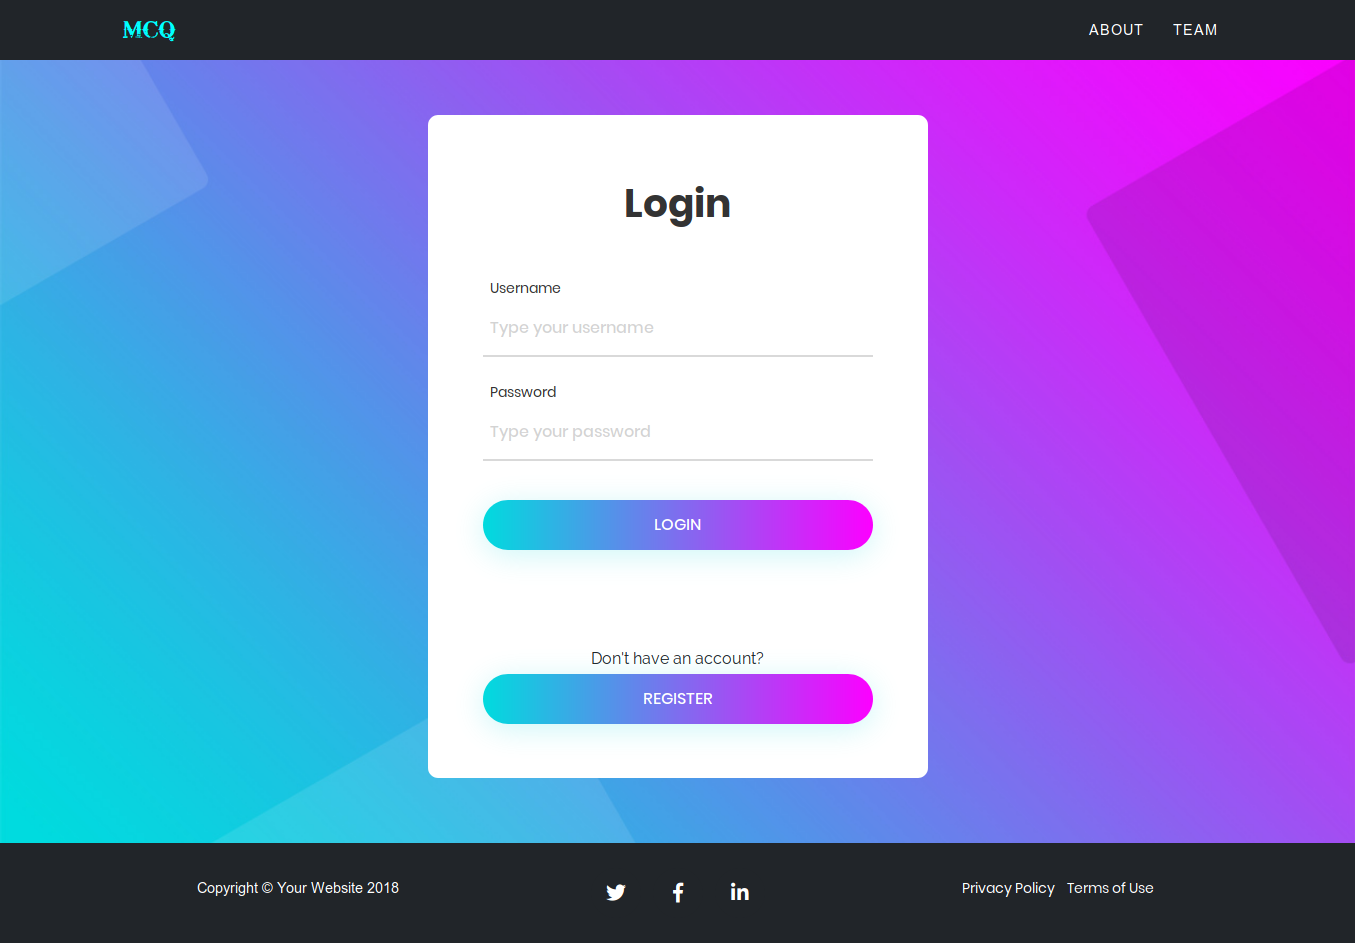 MCQ
ABOUT TEAM
Login
Username
Type your username
Password
Type your password
LOGIN
Don't have an account?
REGISTER
Copyright © Your Website 2018
Privacy Policy Terms of Use